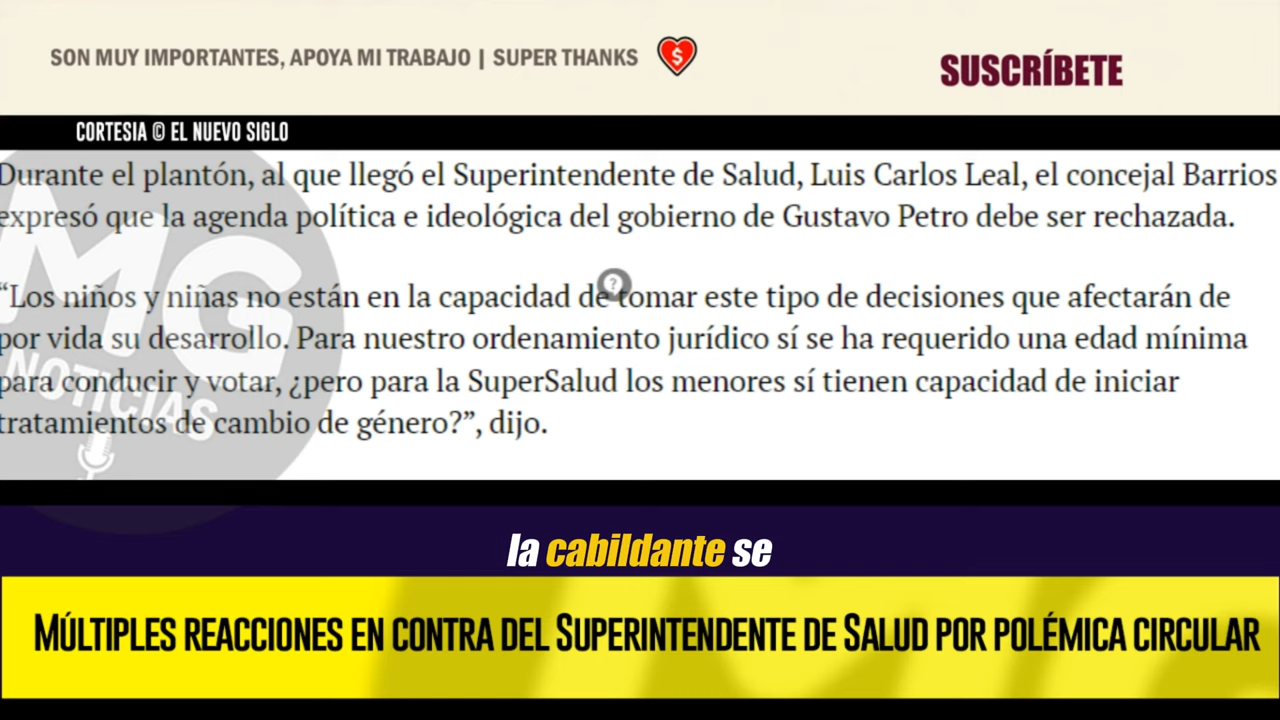 SON MUY IMPORTANTES, APOYA MI TRABAJO | SUPER THANKS
$
SUSCRÍBETE
CORTESIA © EL NUEVO SIGLO
Durante el plantón, al que llegó el Superintendente de Salud, Luis Carlos Leal, el concejal Barrios
expresó que la agenda política e ideológica del gobierno de Gustavo Petro debe ser rechazada.
“Los niños y niñas no están en la capacidad de tomar este tipo de decisiones que afectarán de
por vida su desarrollo. Para nuestro ordenamiento jurídico sí se ha requerido una edad mínima
para conducir y votar, ¿pero para la SuperSalud los menores sí tienen capacidad de iniciar
tratamientos de cambio de género?”, dijo.
?
MG
NOTICIAS
la cabildante se
MÚLTIPLES REACCIONES EN CONTRA DEL SUPERINTENDENTE DE SALUD POR POLÉMICA CIRCULAR